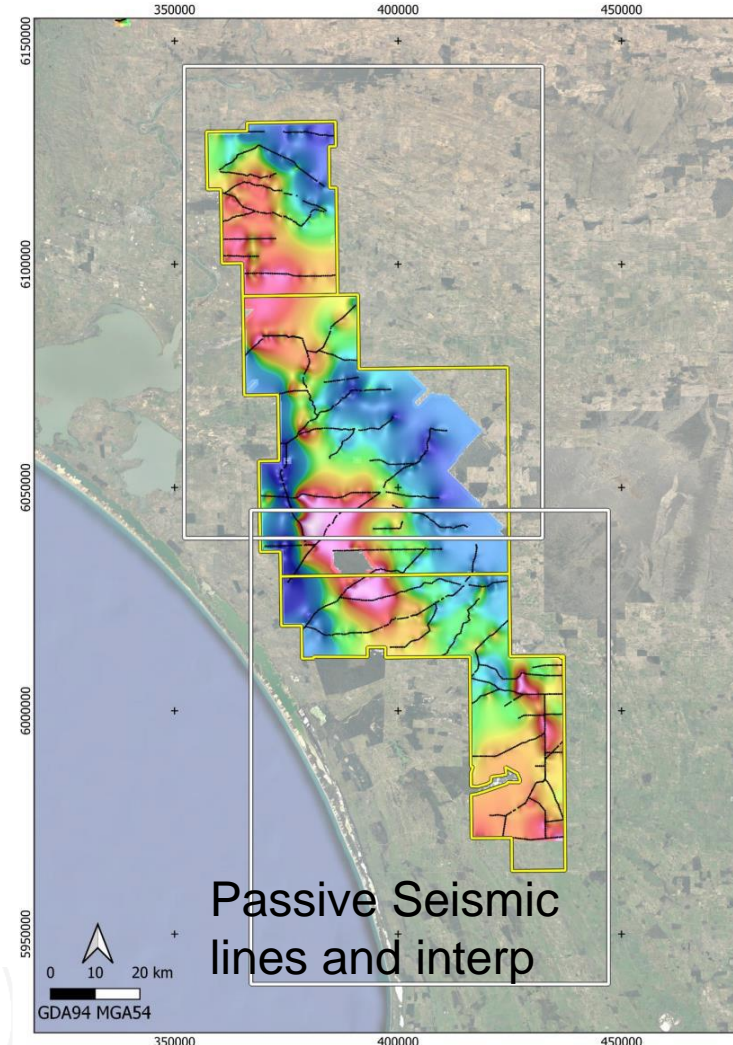 350000 400000 450000
6150000
6100000
6050000
6000000
5950000
Passive Seismic
lines and interp
0 10 20 km
GDA94 MGA54
350000 400000 450000